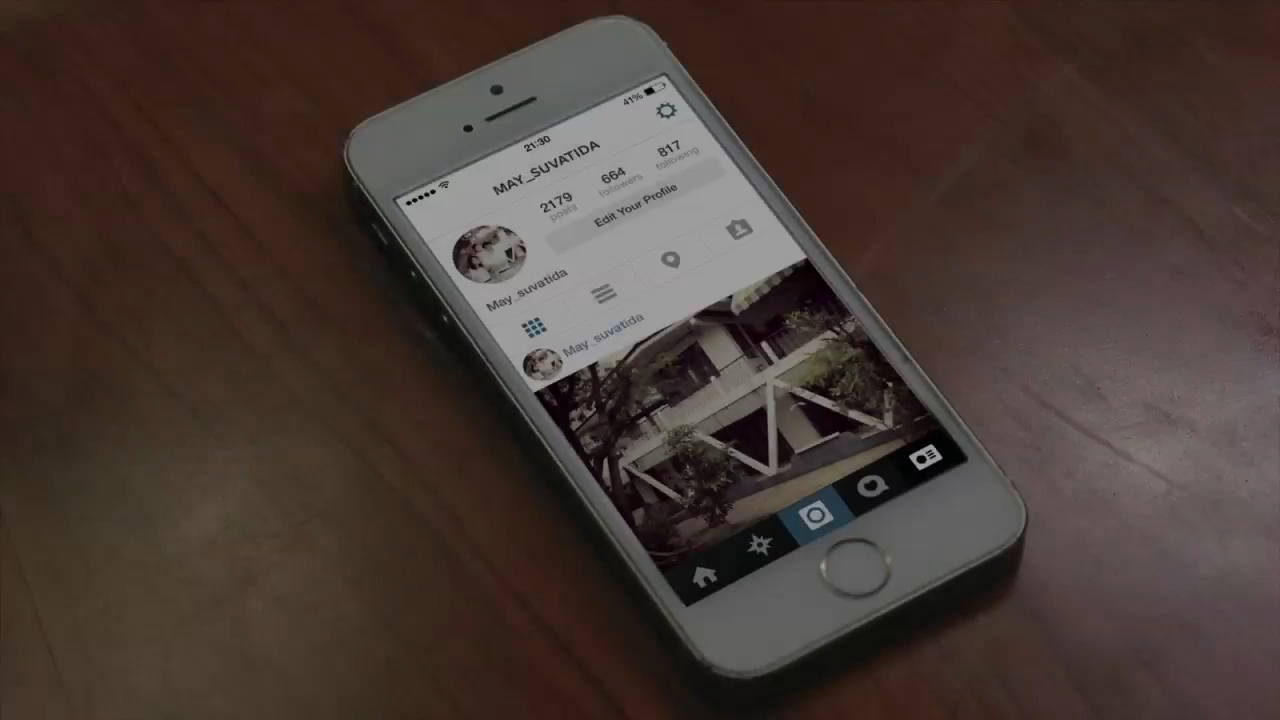 21:30
41%
MAY_SUVATIDA
2179 664 817
posts followers following
Edit Your Profile
May_suvatida
May_suvatida